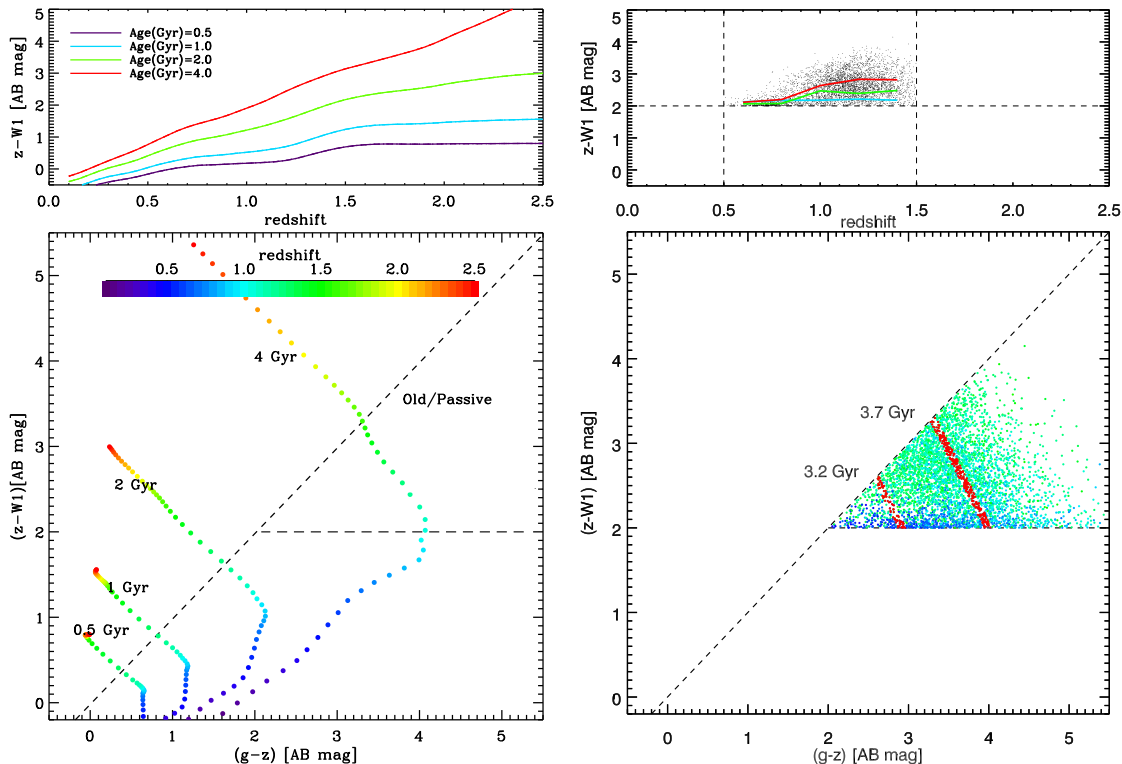 5
4
3
2
1
0
z-W1 [AB mag]
Age(Gyr)=0.5
Age(Gyr)=1.0
Age(Gyr)=2.0
Age(Gyr)=4.0
0.0 0.5 1.0 1.5 2.0 2.5
redshift
5
4
3
2
1
0
z-W1 [AB mag]
0.0 0.5 1.0 1.5 2.0 2.5
redshift
redshift
0.5 1.0 1.5 2.0 2.5
5
4
3
2
1
0
(z-W1)[AB mag]
4 Gyr
Old/Passive
2 Gyr
1 Gyr
0.5 Gyr
0 1 2 3 4 5
(g-z) [AB mag]
5
4
3
2
1
0
(z-W1) [AB mag]
3.7 Gyr
3.2 Gyr
0 1 2 3 4 5
(g-z) [AB mag]